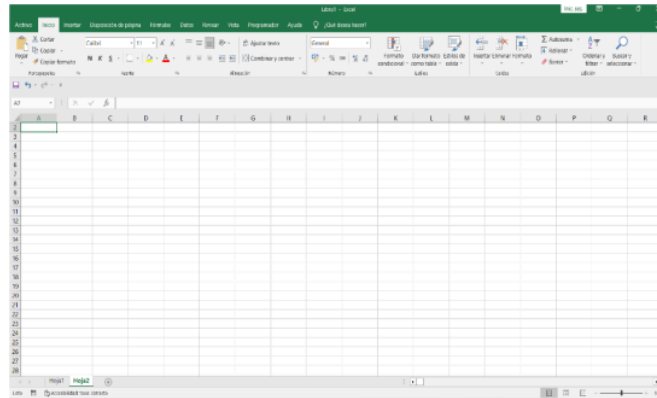 Libro1 - Excel
Archivo Inicio Insertar Disposición de página Fórmulas Datos Revisar Vista Programador Ayuda ¿Qué desea hacer?
Cortar
Copiar
Pegar
Copiar formato
Calibri 11
N K S
Ajustar texto
Combinar y centrar
General
Formato condicional
Dar formato como tabla
Estilos de celda
Insertar Eliminar Formato
Autosuma
Rellenar
Borrar
Ordenar y filtrar
Buscar y seleccionar
Portapapeles Fuente Alineación Número Estilos Celdas Edición
fx
A B C D E F G H I J K L M N O P Q R
2
3
4
5
6
7
8
9
10
11
12
13
14
15
16
17
18
19
20
21
22
23
24
25
26
27
28
Hoja1 Hoja2
Listo Accesibilidad: todo correcto